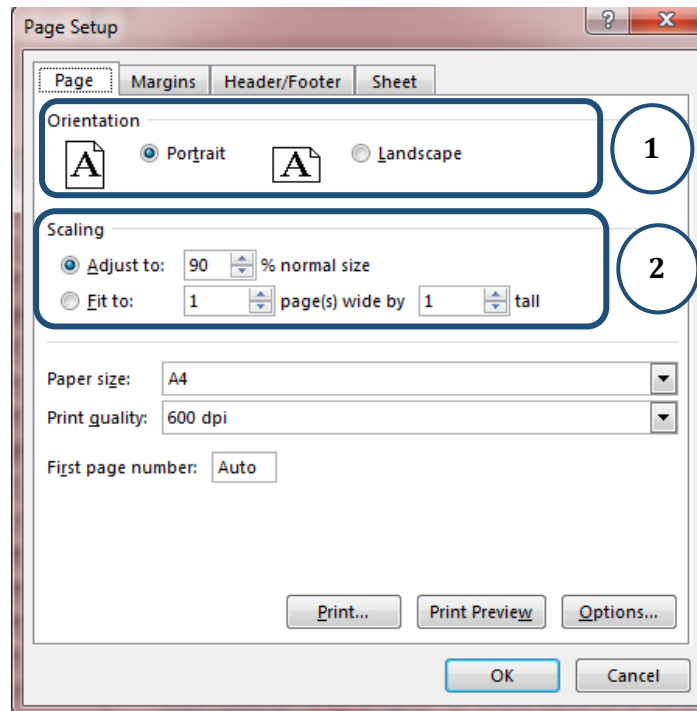 Page Setup
Page Margins Header/Footer Sheet
Orientation
A Portrait A Landscape
1
Scaling
Adjust to: 90 % normal size
2
Fit to: 1 page(s) wide by 1 tall
Paper size: A4
Print quality: 600 dpi
First page number: Auto
Print... Print Preview Options...
OK Cancel